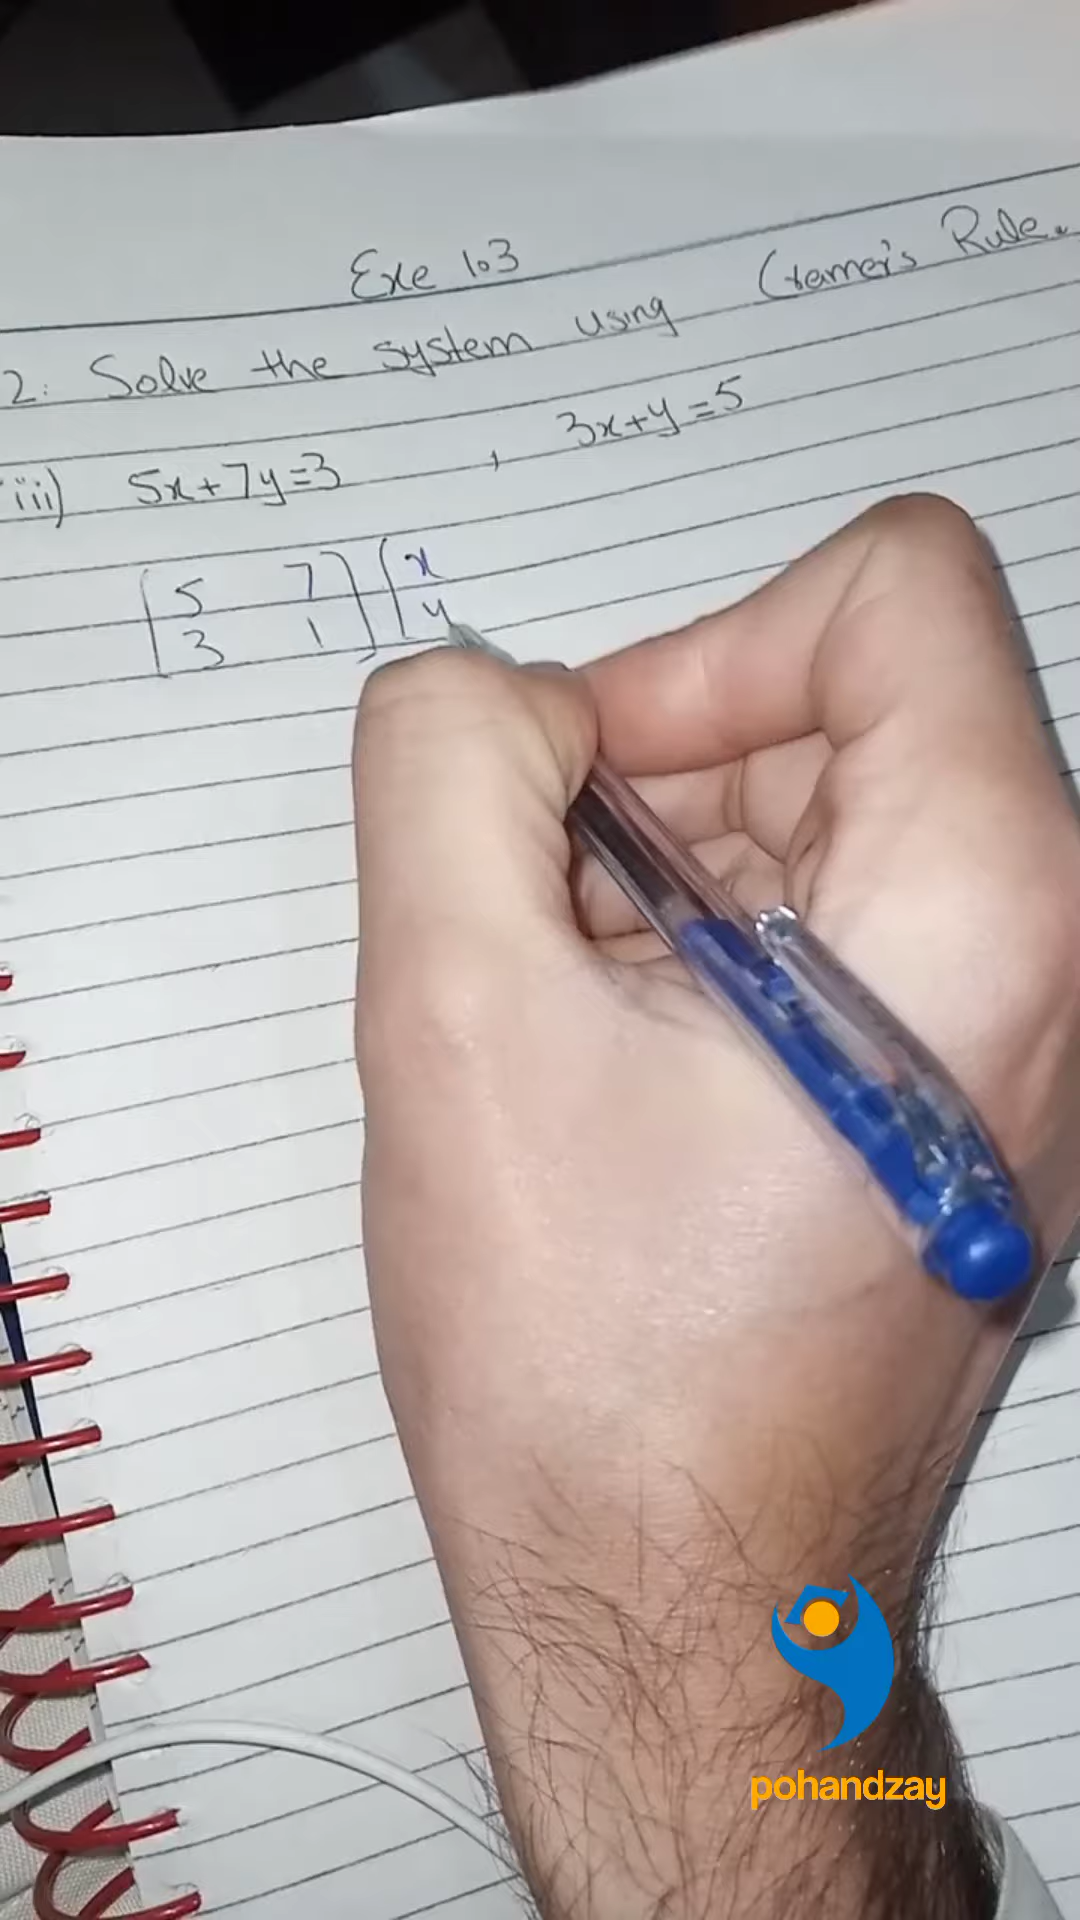 Exe 1.3
2. Solve the system using Cramer's Rule.
iii) 5x+7y=3 , 3x+y=5
[5 7] [x
[3 1] [y
pohandzay